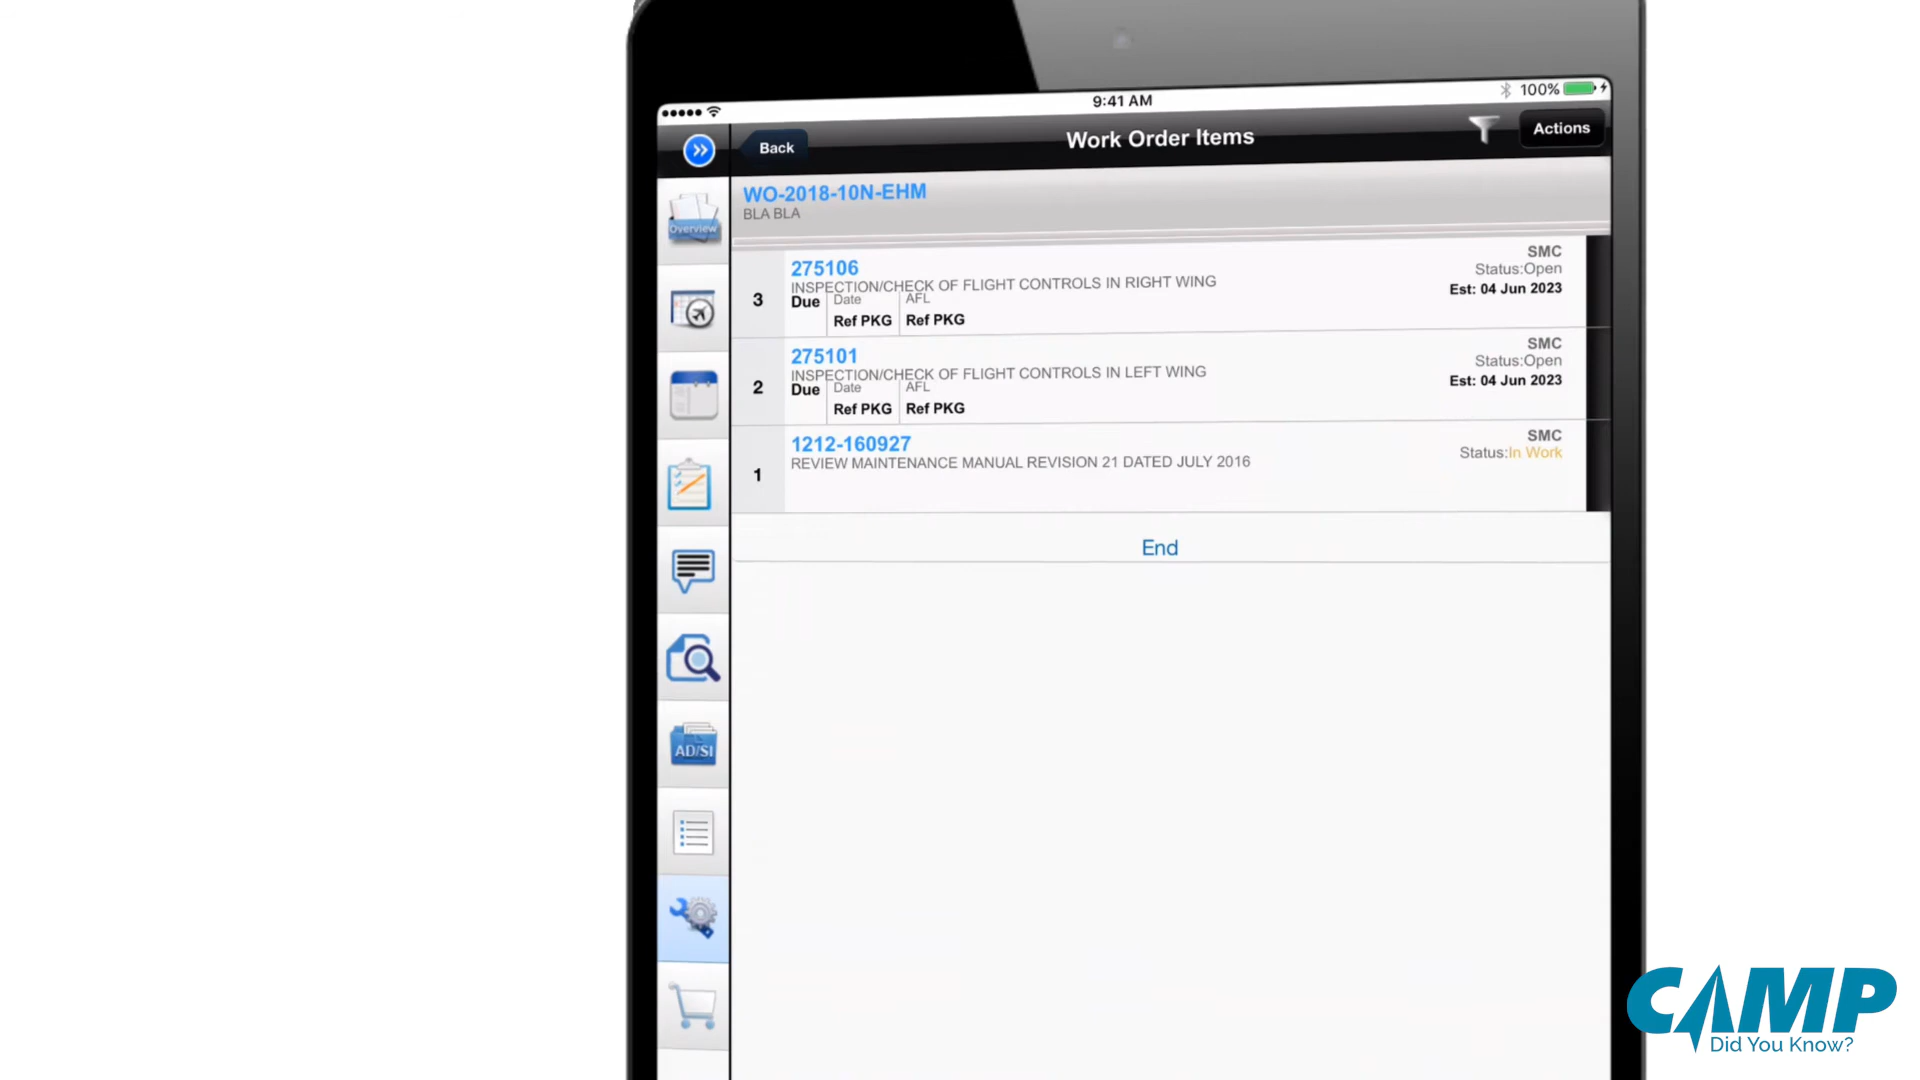 9:41 AM
100%
Back
Work Order Items
Actions
WO-2018-10N-EHM
BLA BLA
Overview
3
275106
INSPECTION/CHECK OF FLIGHT CONTROLS IN RIGHT WING
Due
Date
AFL
Ref PKG
Ref PKG
SMC
Status:Open
Est: 04 Jun 2023
2
275101
INSPECTION/CHECK OF FLIGHT CONTROLS IN LEFT WING
Due
Date
AFL
Ref PKG
Ref PKG
SMC
Status:Open
Est: 04 Jun 2023
1
1212-160927
REVIEW MAINTENANCE MANUAL REVISION 21 DATED JULY 2016
SMC
Status:In Work
End
AD/SI
CAMP
Did You Know?